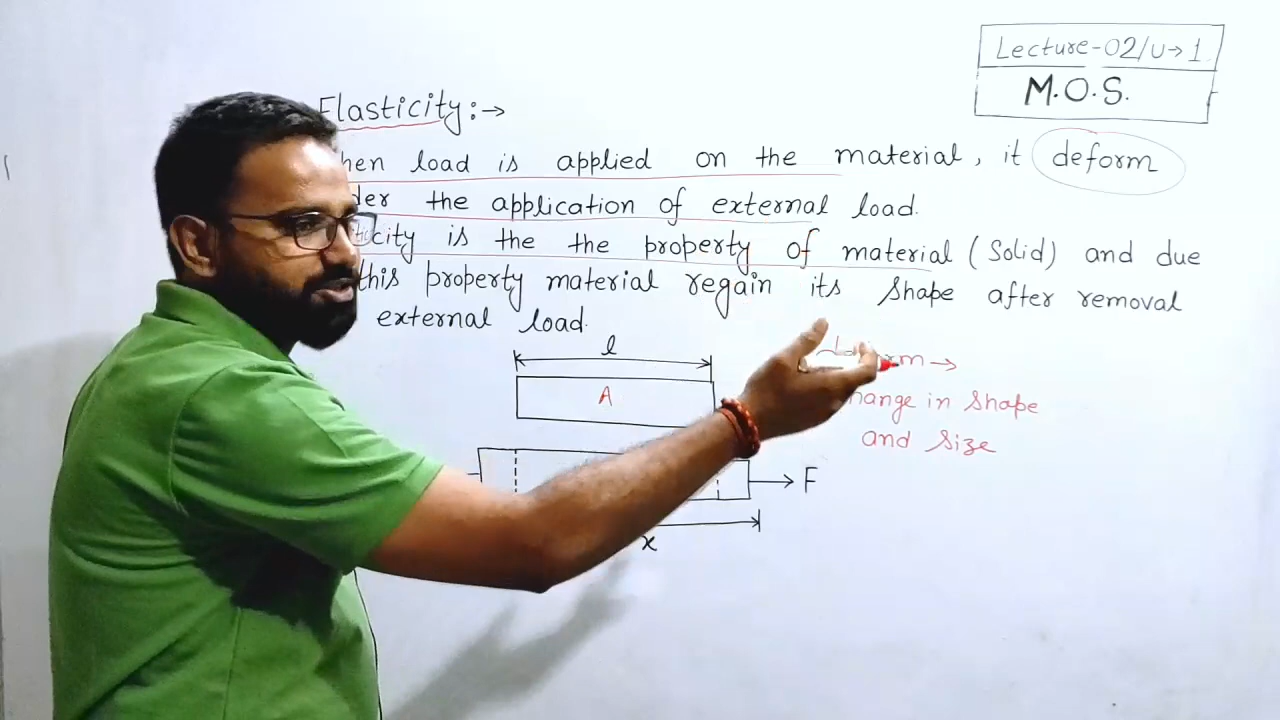 Lecture-02/U→1
M.O.S.
Elasticity:→
hen load is applied on the material, it deform
der the application of external load.
city is the the property of material (Solid) and due
this property material regain its shape after removal
external load.
l
A
rm →
hange in shape
and size
F
x